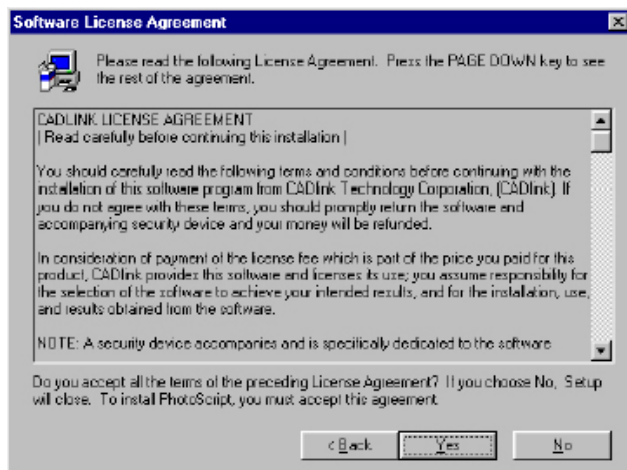 Software License Agreement
Please read the following License Agreement. Press the PAGE DOWN key to see
the rest of the agreement.
CADLINK LICENSE AGREEMENT
| Read carefully before continuing this installation |
You should carefully read the following terms and conditions before continuing with the
installation of this software program from CADlink Technology Corporation, (CADlink). If
you do not agree with these terms, you should promptly return the software and
accompanying security device and your money will be refunded.
In consideration of payment of the license fee which is part of the price you paid for this
product, CADlink provides this software and licenses its use; you assume responsibility for
the selection of the software to achieve your intended results, and for the installation, use,
and results obtained from the software.
NOTE: A security device accompanies and is specifically dedicated to the software
Do you accept all the terms of the preceding License Agreement? If you choose No, Setup
will close. To install PhotoScript, you must accept this agreement.
< Back Yes No